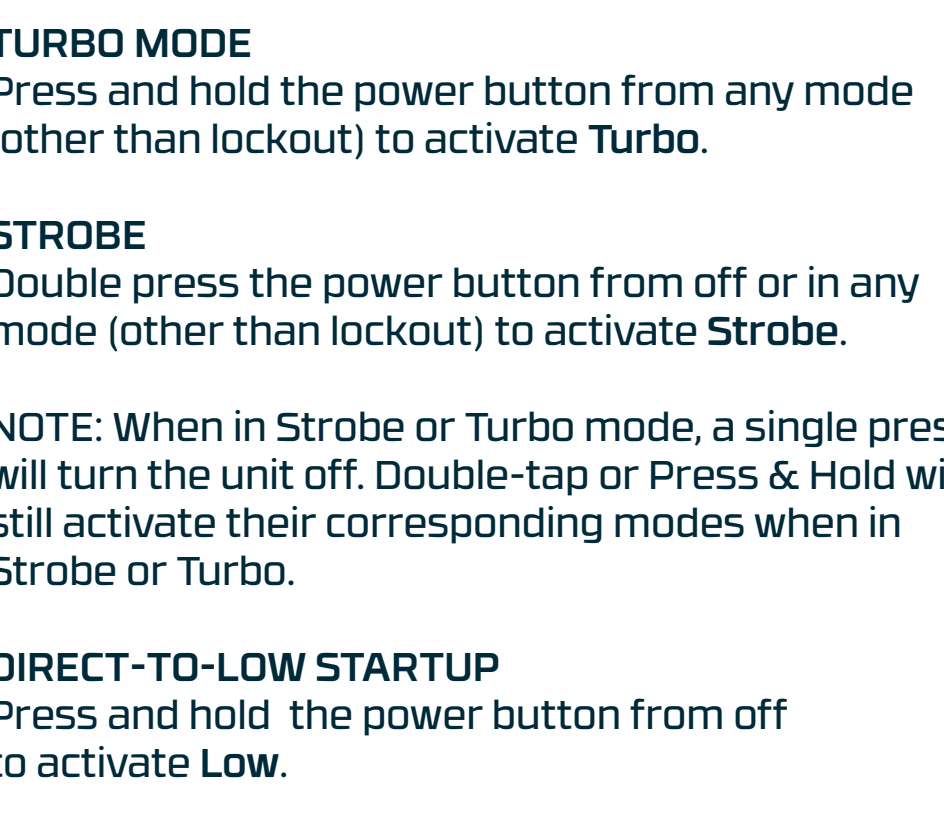 TURBO MODE
Press and hold the power button from any mode
(other than lockout) to activate Turbo.
STROBE
Double press the power button from off or in any
mode (other than lockout) to activate Strobe.
NOTE: When in Strobe or Turbo mode, a single pres
will turn the unit off. Double-tap or Press & Hold wi
still activate their corresponding modes when in
Strobe or Turbo.
DIRECT-TO-LOW STARTUP
Press and hold  the power button from off
to activate Low.